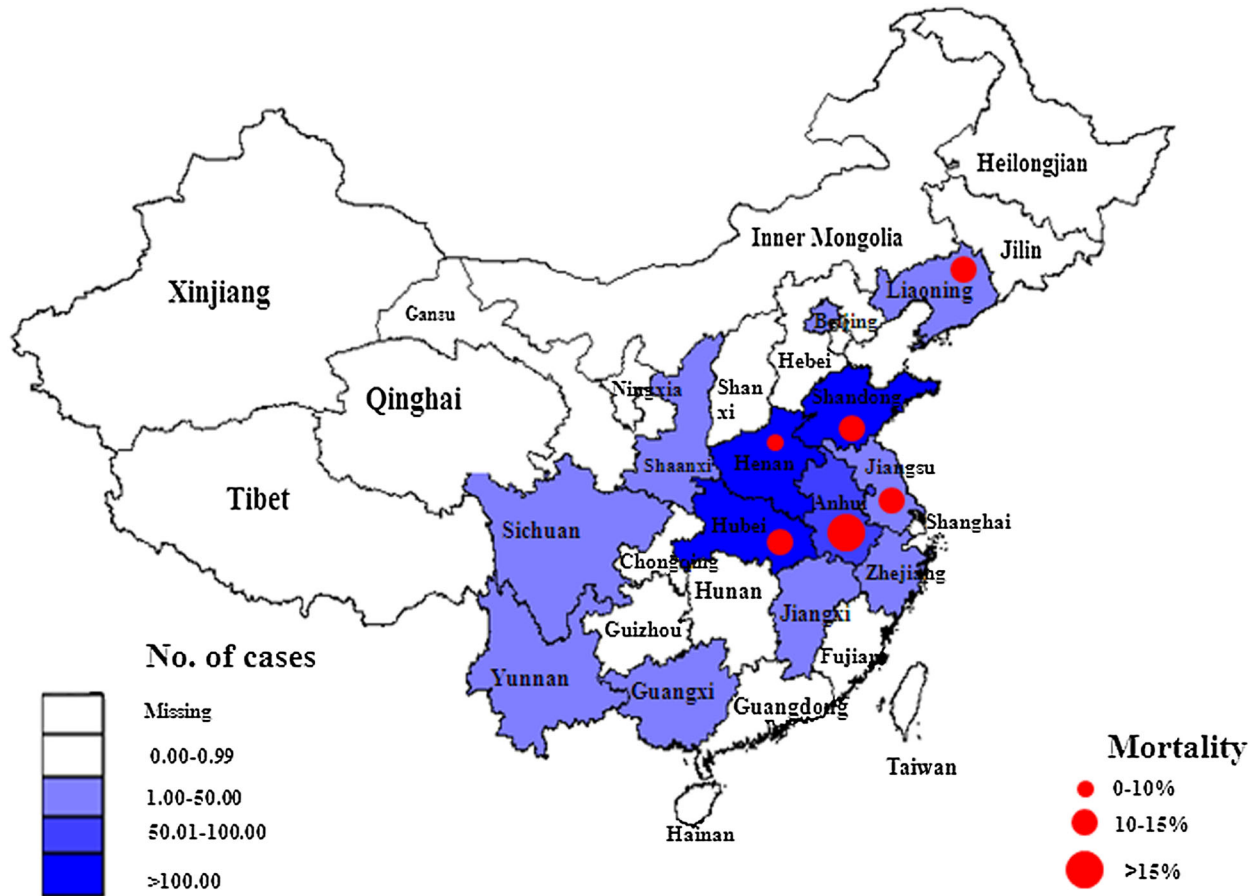 Heilongjian
Jilin
Inner Mongolia
Liaoning
Xinjiang
Gansu
Beijing
Hebei
Ningxia
Shan
xi
Qinghai
Shandong
Shaanxi
Henan
Jiangsu
Tibet
Anhui
Sichuan
Hubei
Shanghai
Chongqing
Zhejiang
Hunan
Jiangxi
Guizhou
Fujian
Yunnan
Guangxi
Guangdong
Taiwan
Hainan
No. of cases
Missing
0.00-0.99
1.00-50.00
50.01-100.00
>100.00
Mortality
0-10%
10-15%
>15%